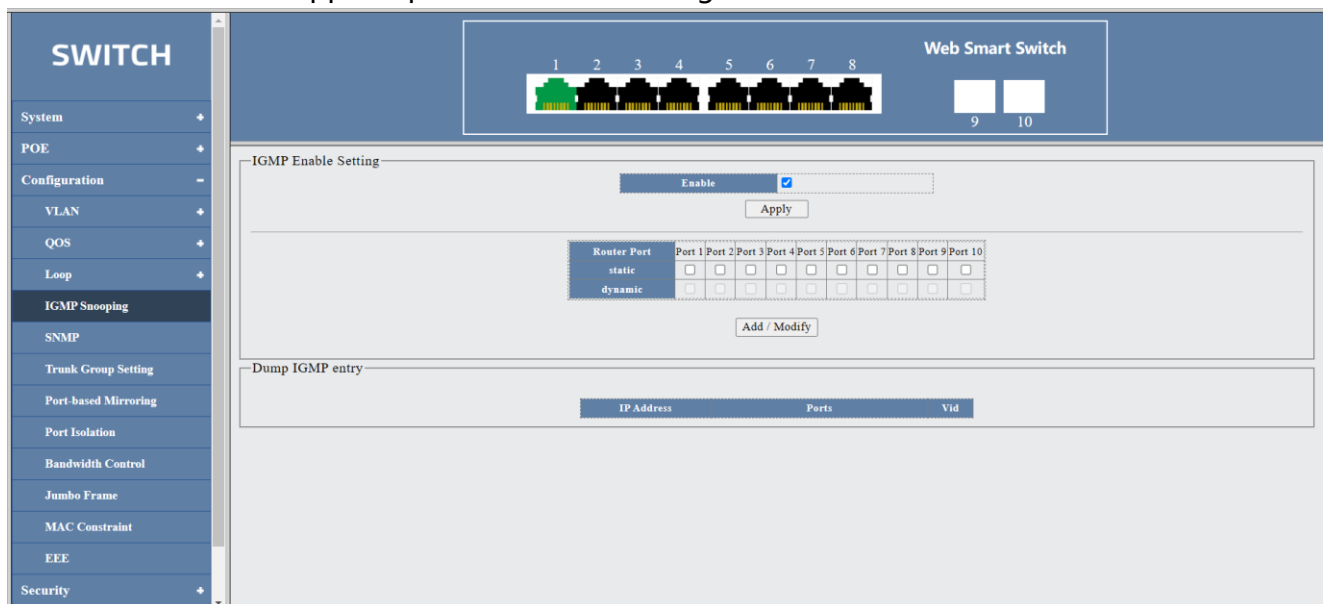 SWITCH
System
POE
Configuration
VLAN
QOS
Loop
IGMP Snooping
SNMP
Trunk Group Setting
Port-based Mirroring
Port Isolation
Bandwidth Control
Jumbo Frame
MAC Constraint
EEE
Security
Web Smart Switch
1 2 3 4 5 6 7 8
9 10
IGMP Enable Setting
Enable
Apply
Router Port Port 1 Port 2 Port 3 Port 4 Port 5 Port 6 Port 7 Port 8 Port 9 Port 10
static
dynamic
Add / Modify
Dump IGMP entry
IP Address Ports Vid